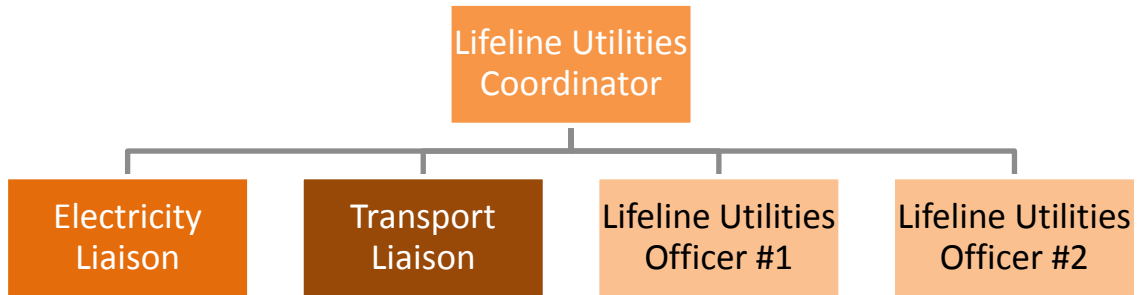 Lifeline Utilities
Coordinator
Electricity
Liaison
Transport
Liaison
Lifeline Utilities
Officer #1
Lifeline Utilities
Officer #2